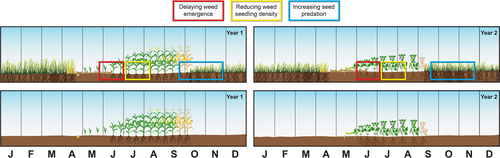 Delaying weed
emergence
Reducing weed
seedling density
Increasing seed
predation
Year 1
Year 2
Year 1
Year 2
J F M A M J J A S O N D
J F M A M J J A S O N D